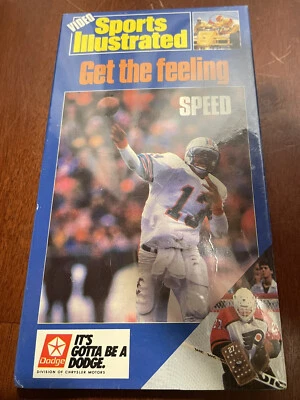 VIDEO
Sports
Illustrated
Get the feeling
SPEED
12
Dodge
IT'S
GOTTA BE A
DODGE.
DIVISION OF CHRYSLER MOTORS